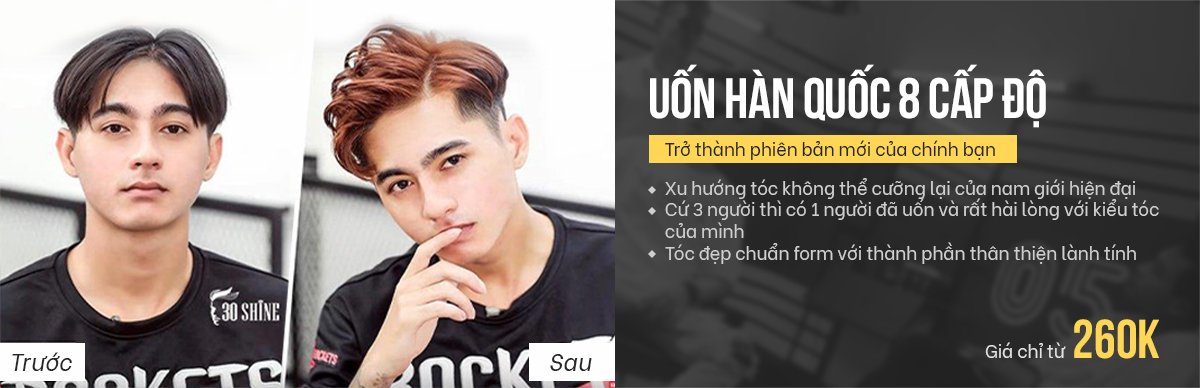 UỐN HÀN QUỐC 8 CẤP ĐỘ
Trở thành phiên bản mới của chính bạn
Xu hướng tóc không thể cưỡng lại của nam giới hiện đại
Cứ 3 người thì có 1 người đã uốn và rất hài lòng với kiểu tóc
của mình
Tóc đẹp chuẩn form với thành phần thân thiện lành tính
Giá chỉ từ 260K
30 SHINE
Trước
Sau
ROCKETS
05